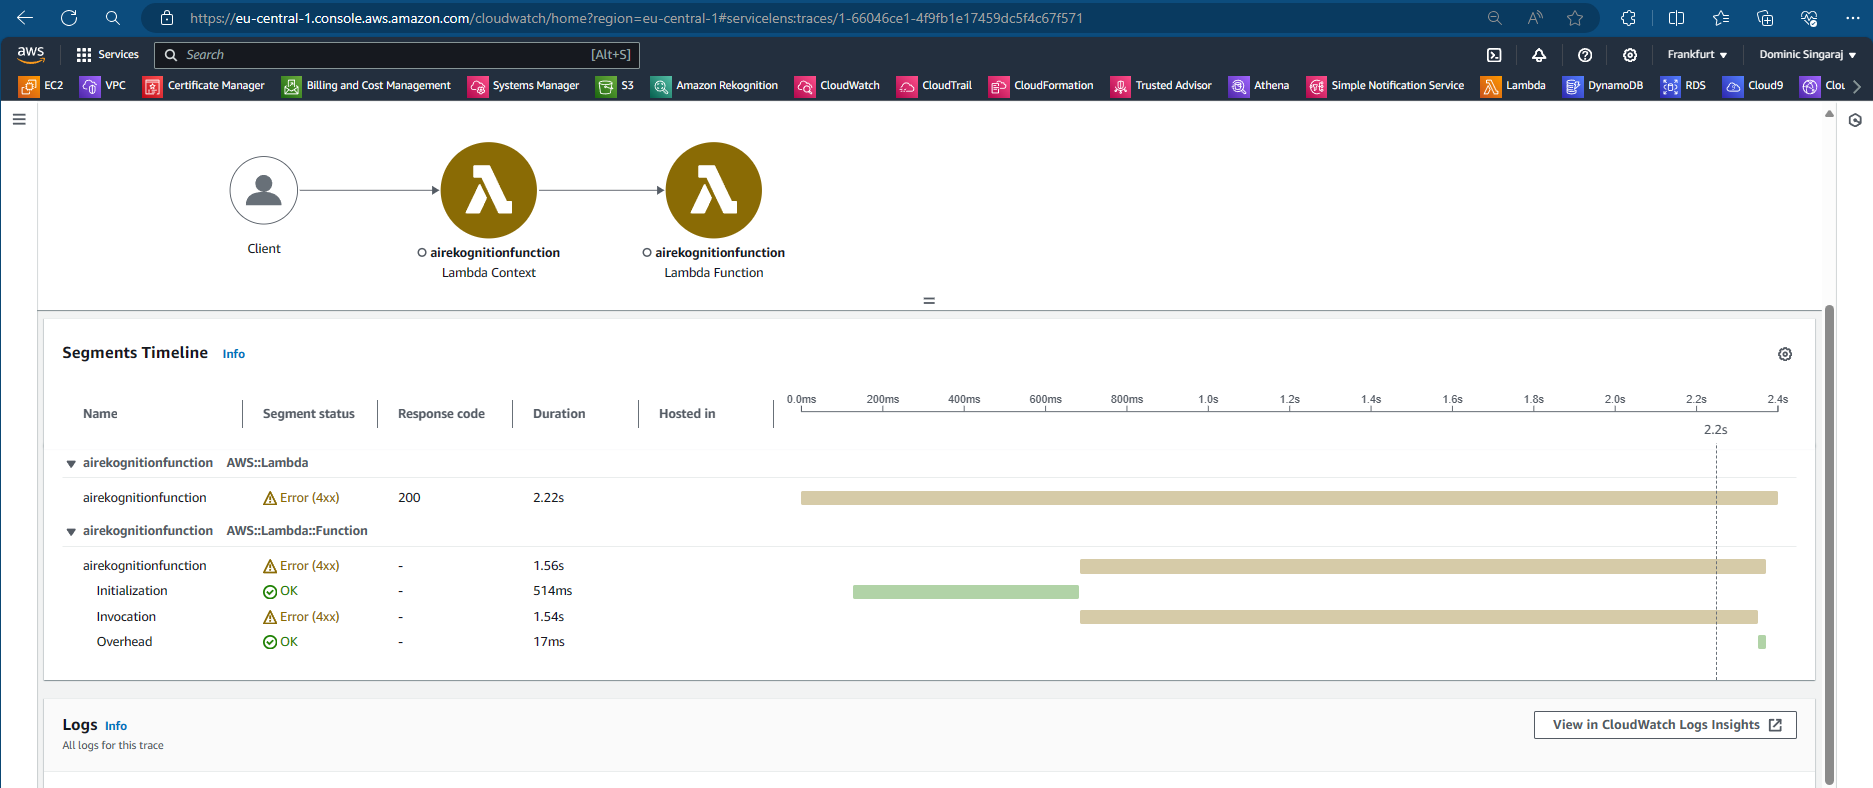 https://eu-central-1.console.aws.amazon.com/cloudwatch/home?region=eu-central-1#servicelens:traces/1-66046ce1-4f9fb1e17459dc5f4c67f571
aws Services Search [Alt+S] Frankfurt Dominic Singaraj
EC2 VPC Certificate Manager Billing and Cost Management Systems Manager S3 Amazon Rekognition CloudWatch CloudTrail CloudFormation Trusted Advisor Athena Simple Notification Service Lambda DynamoDB RDS Cloud9 Clou
Client
airekognitionfunction
Lambda Context
airekognitionfunction
Lambda Function
Segments Timeline Info
Name Segment status Response code Duration Hosted in 0.0ms 200ms 400ms 600ms 800ms 1.0s 1.2s 1.4s 1.6s 1.8s 2.0s 2.2s 2.4s
2.2s
airekognitionfunction AWS::Lambda
airekognitionfunction Error (4xx) 200 2.22s
airekognitionfunction AWS::Lambda::Function
airekognitionfunction Error (4xx) - 1.56s
Initialization OK - 514ms
Invocation Error (4xx) - 1.54s
Overhead OK - 17ms
Logs Info
All logs for this trace
View in CloudWatch Logs Insights